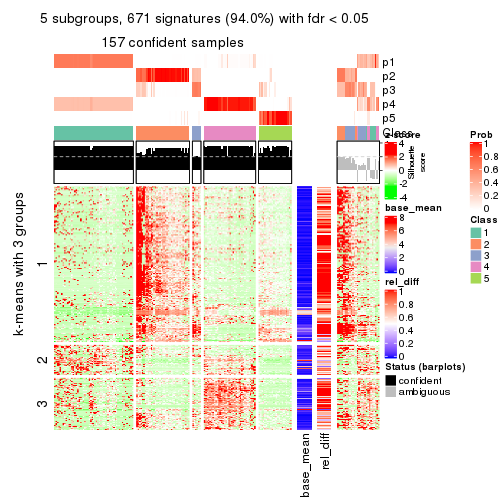 5 subgroups, 671 signatures (94.0%) with fdr < 0.05
157 confident samples
p1
p2
p3
p4
p5
Class
z-score
4
2
0
-2
-4
Silhouette
score
base_mean
8
6
4
2
0
rel_diff
1
0.8
0.6
0.4
0.2
0
Status (barplots)
confident
ambiguous
Prob
1
0.8
0.6
0.4
0.2
0
Class
1
2
3
4
5
k-means with 3 groups
1
2
3
base_mean
rel_diff